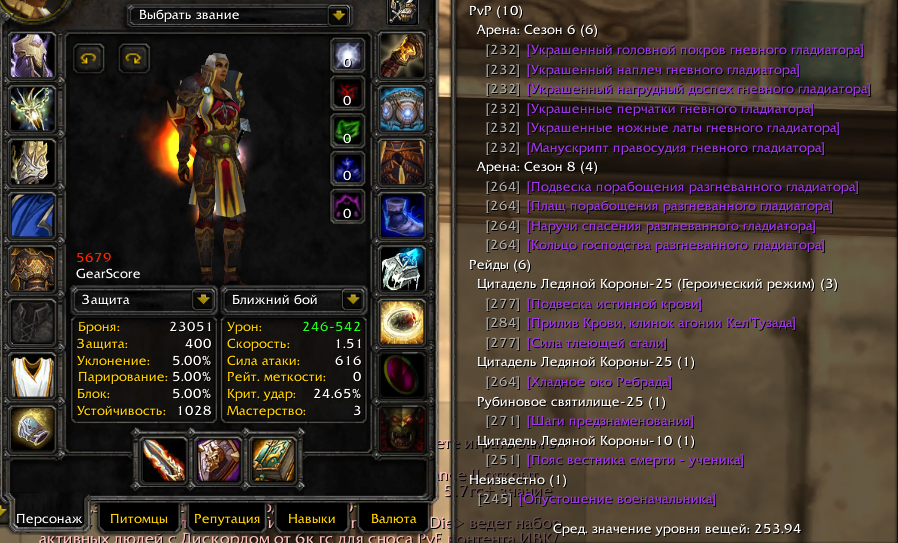 Выбрать звание
0
0
0
0
0
5679
GearScore
Защита
Броня: 23051
Защита: 400
Уклонение: 5.00%
Парирование: 5.00%
Блок: 5.00%
Устойчивость: 1028
Ближний бой
Урон: 246-542
Скорость: 1.51
Сила атаки: 616
Рейт. меткости: 0
Крит. удар: 24.65%
Мастерство: 3
Персонаж
Питомцы
Репутация
Навыки
Валюта
PvP (10)
Арена: Сезон 6 (6)
[232] [Украшенный головной покров гневного гладиатора]
[232] [Украшенный наплеч гневного гладиатора]
[232] [Украшенный нагрудный доспех гневного гладиатора]
[232] [Украшенные перчатки гневного гладиатора]
[232] [Украшенные ножные латы гневного гладиатора]
[232] [Манускрипт правосудия гневного гладиатора]
Арена: Сезон 8 (4)
[264] [Подвеска порабощения разгневанного гладиатора]
[264] [Плащ порабощения разгневанного гладиатора]
[264] [Наручи спасения разгневанного гладиатора]
[264] [Кольцо господства разгневанного гладиатора]
Рейды (6)
Цитадель Ледяной Короны-25 (Героический режим) (3)
[277] [Подвеска истинной крови]
[284] [Прилив Крови, клинок агонии Кел'Тузада]
[277] [Сила тлеющей стали]
Цитадель Ледяной Короны-25 (1)
[264] [Хладное око Ребрада]
Рубиновое святилище-25 (1)
[271] [Шаги предзнаменования]
Цитадель Ледяной Короны-10 (1)
[251] [Пояс вестника смерти - ученика]
Неизвестно (1)
[245] [Опустошение военачальника]
Сред. значение уровня вещей: 253.94
5.7гс+ знание
Die> ведет набор
активных людей с Дискордом от 6к гс для сноса PvE контента ИВК/